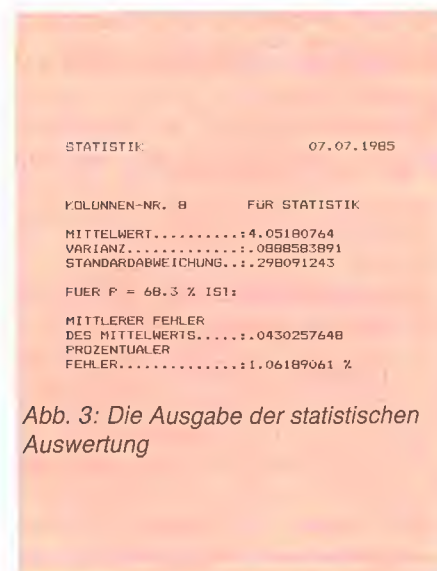 STATISTIK 07.07.1985
KOLONNEN-NR. 8 FÜR STATISTIK
MITTELWERT..........:4.05180764
VARIANZ.............:.0888583891
STANDARDABWEICHUNG..:.298091243
FUER P = 68.3 % IST:
MITTLERER FEHLER
DES MITTELWERTS.....:.0430257648
PROZENTUALER
FEHLER..............:1.06189061 %
Abb. 3: Die Ausgabe der statistischen
Auswertung